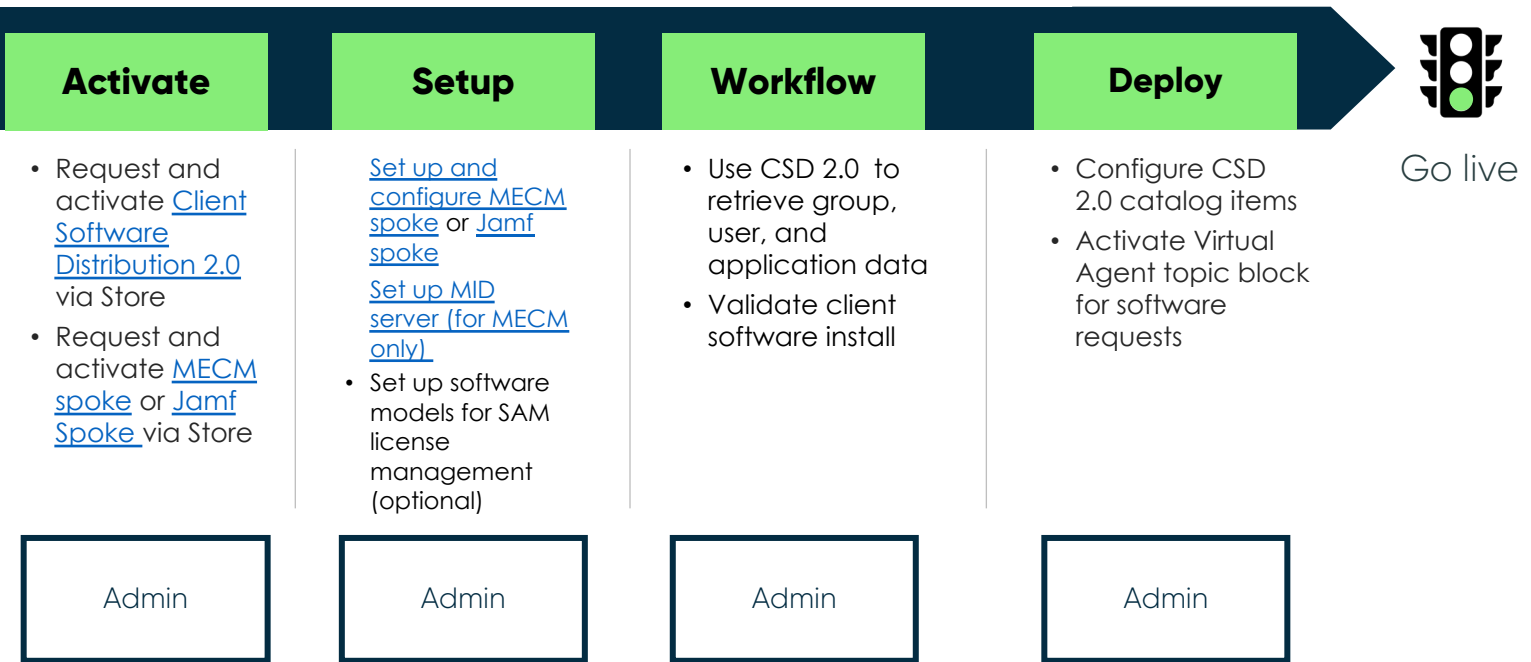 Activate
Setup
Workflow
Deploy
Go live
• Request and
activate Client
Software
Distribution 2.0
via Store
• Request and
activate MECM
spoke or Jamf
Spoke via Store
Set up and
configure MECM
spoke or Jamf
spoke
Set up MID
server (for MECM
only)
• Set up software
models for SAM
license
management
(optional)
• Use CSD 2.0 to
retrieve group,
user, and
application data
• Validate client
software install
• Configure CSD
2.0 catalog items
• Activate Virtual
Agent topic block
for software
requests
Admin
Admin
Admin
Admin